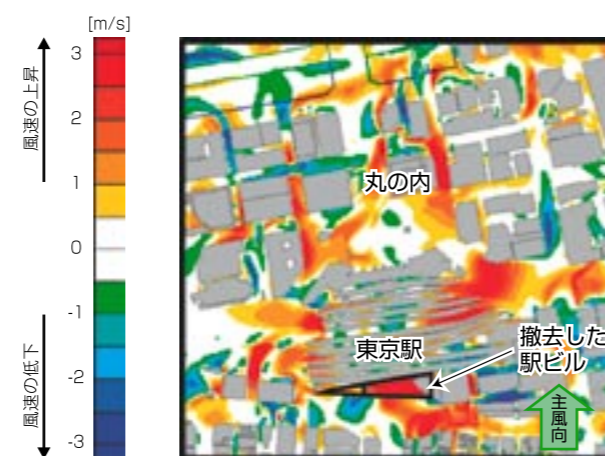 [m/s]
3
2
1
0
-1
-2
-3
風速の上昇
風速の低下
丸の内
東京駅
撤去した
駅ビル
主風向